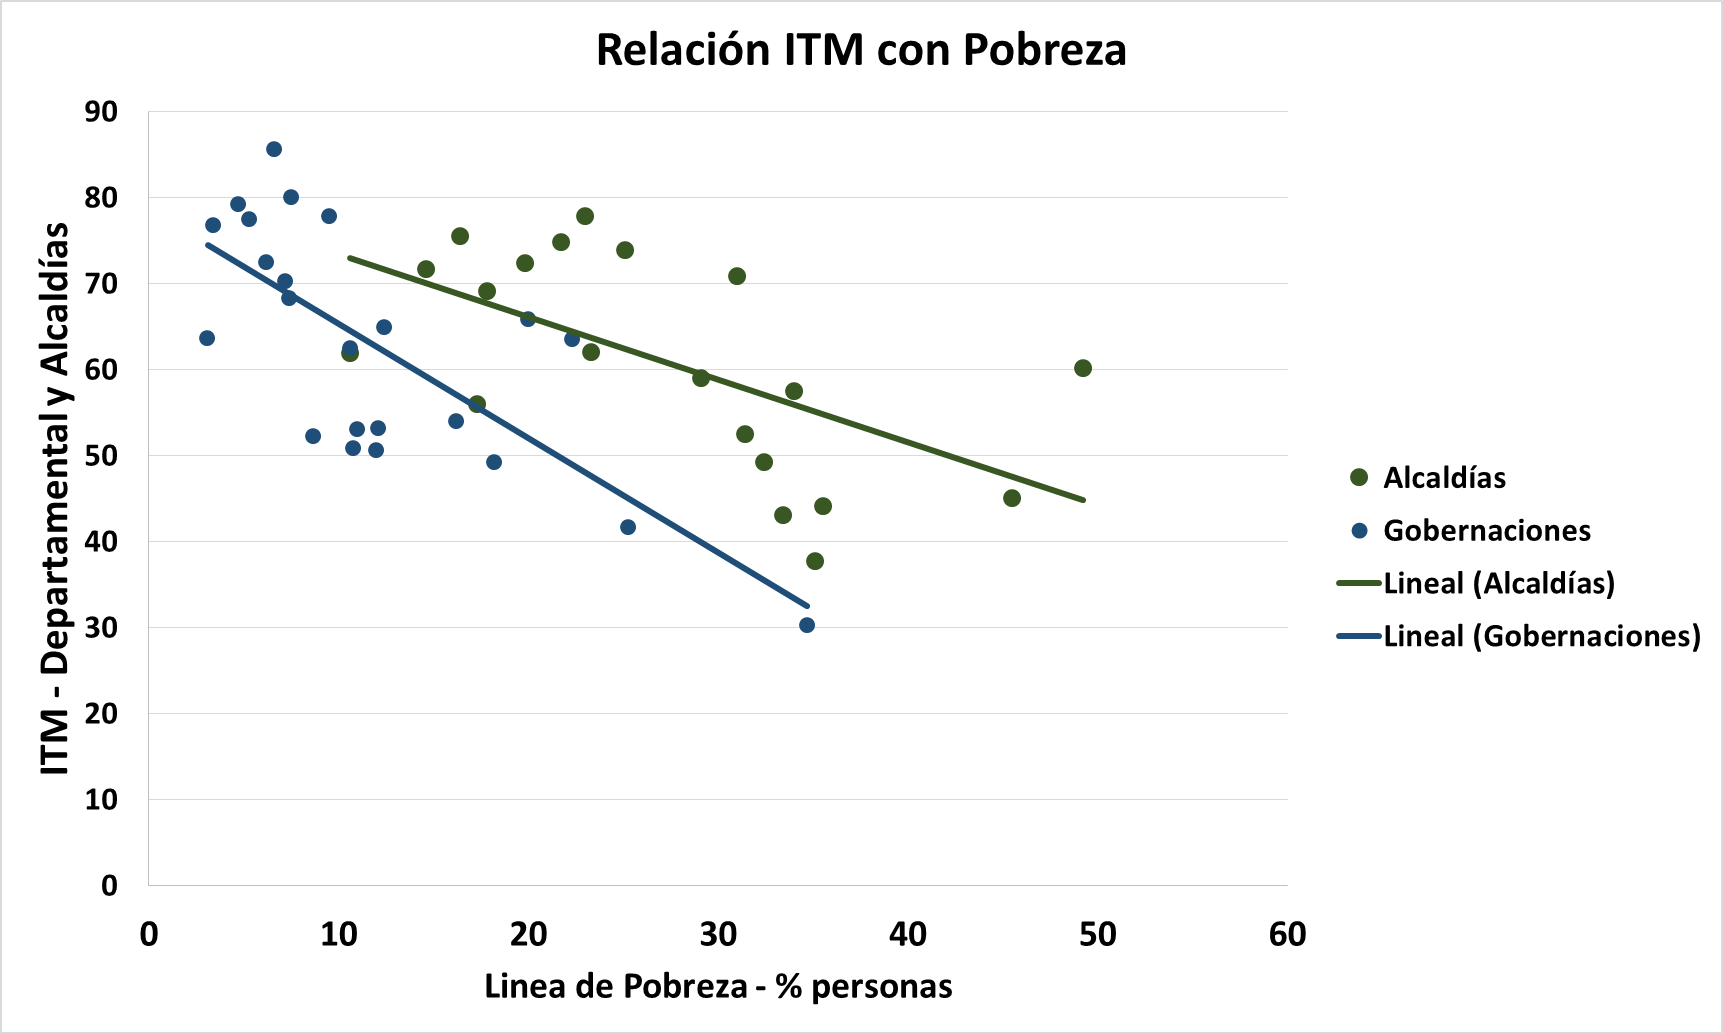 Relación ITM con Pobreza
ITM - Departamental y Alcaldías
90
80
70
60
50
40
30
20
10
0
0 10 20 30 40 50 60
Linea de Pobreza - % personas
Alcaldías
Gobernaciones
Lineal (Alcaldías)
Lineal (Gobernaciones)